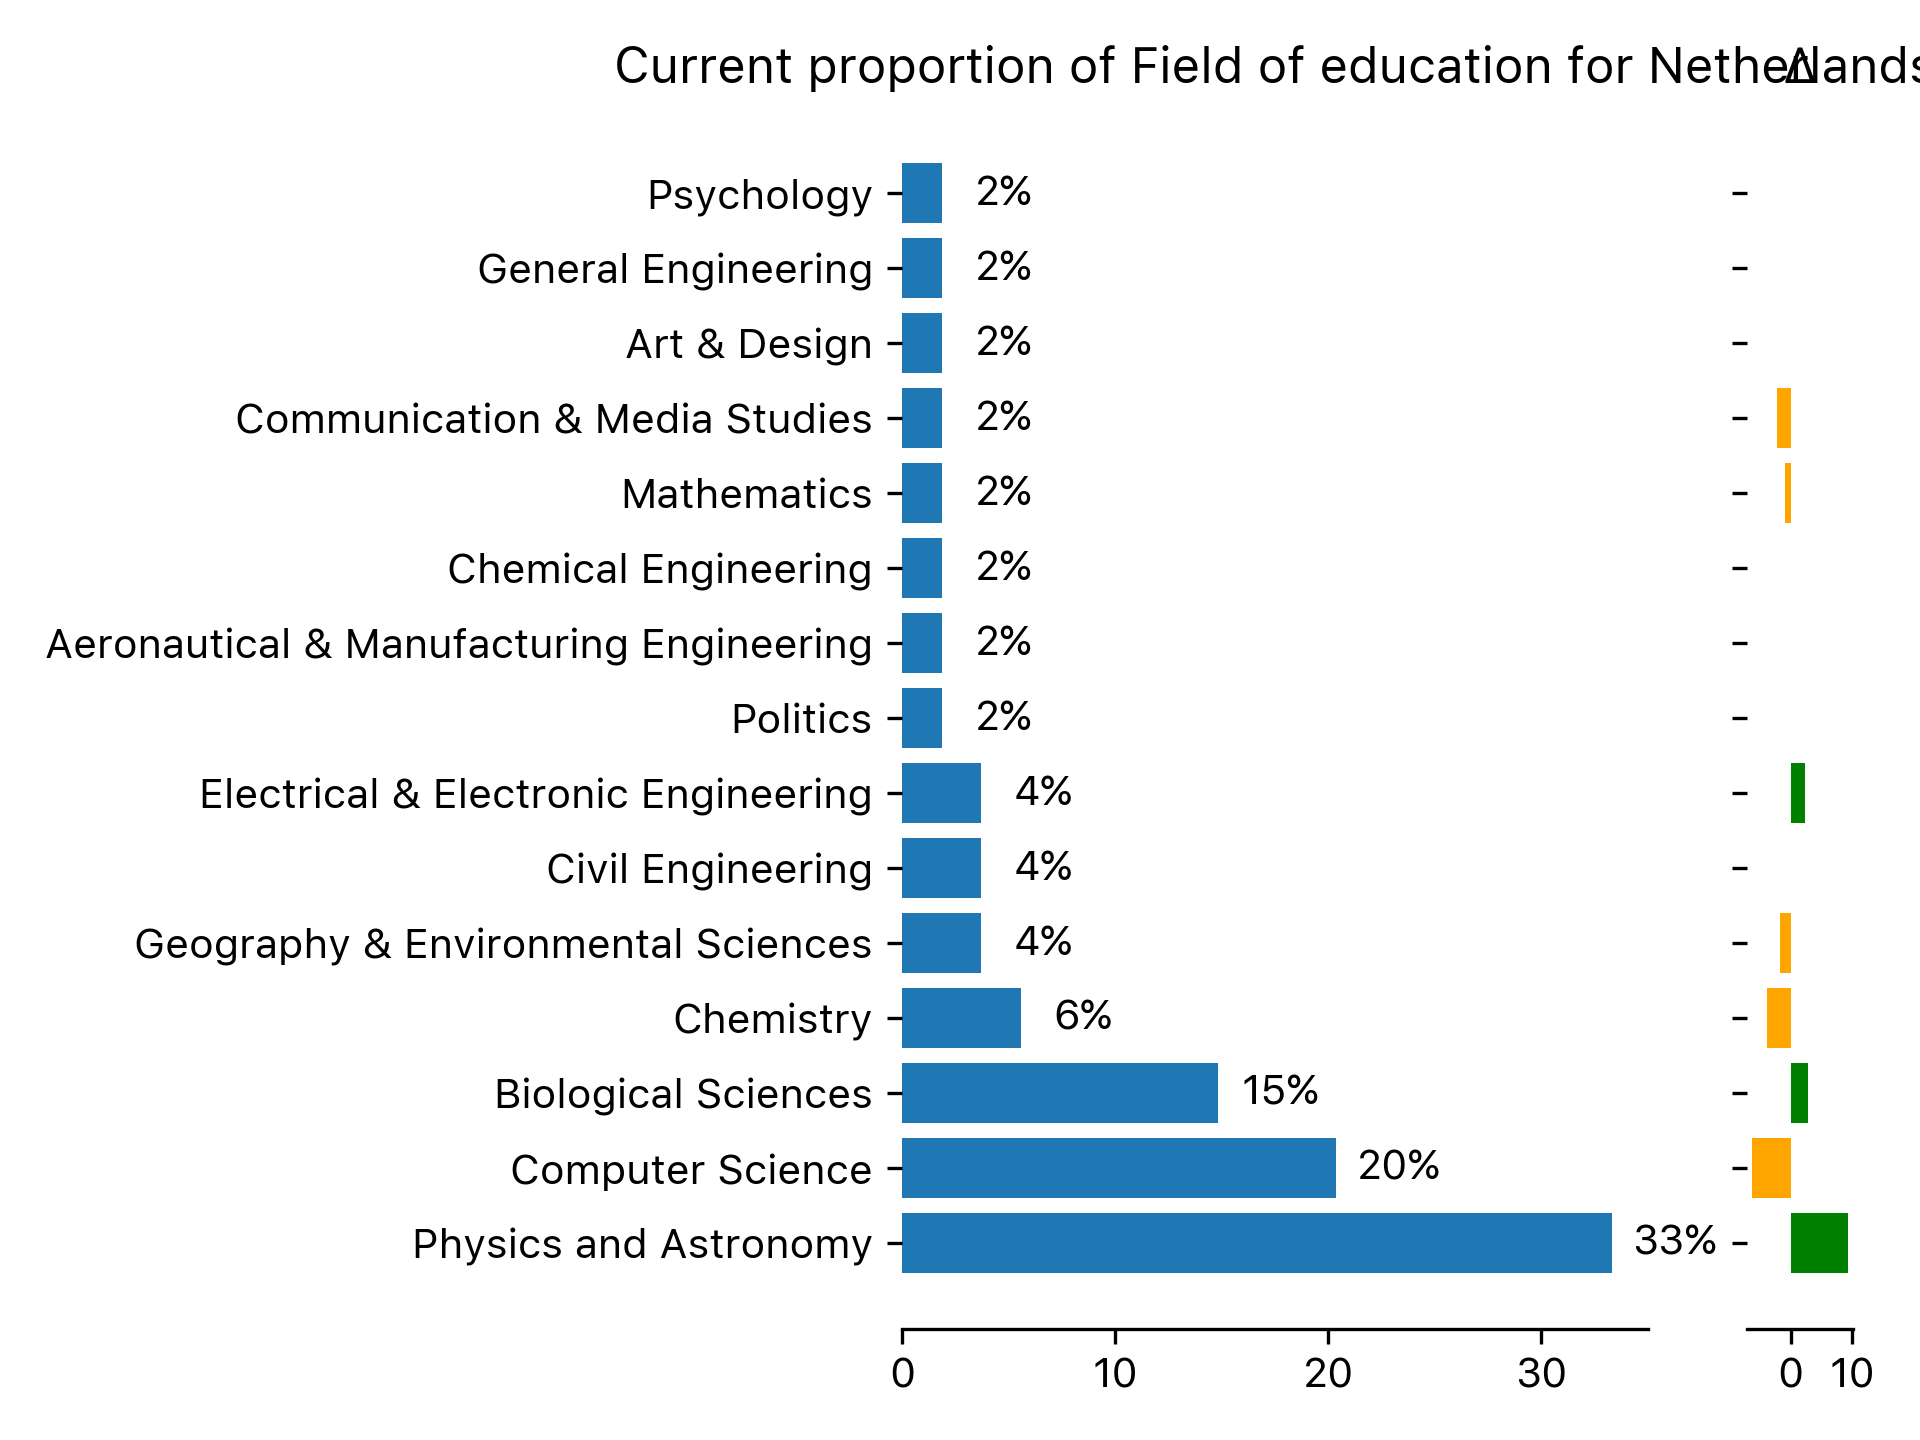 Current proportion of Field of education for Netherlands
Δ
Psychology 2%
General Engineering 2%
Art & Design 2%
Communication & Media Studies 2%
Mathematics 2%
Chemical Engineering 2%
Aeronautical & Manufacturing Engineering 2%
Politics 2%
Electrical & Electronic Engineering 4%
Civil Engineering 4%
Geography & Environmental Sciences 4%
Chemistry 6%
Biological Sciences 15%
Computer Science 20%
Physics and Astronomy 33%
0 10 20 30 0 10